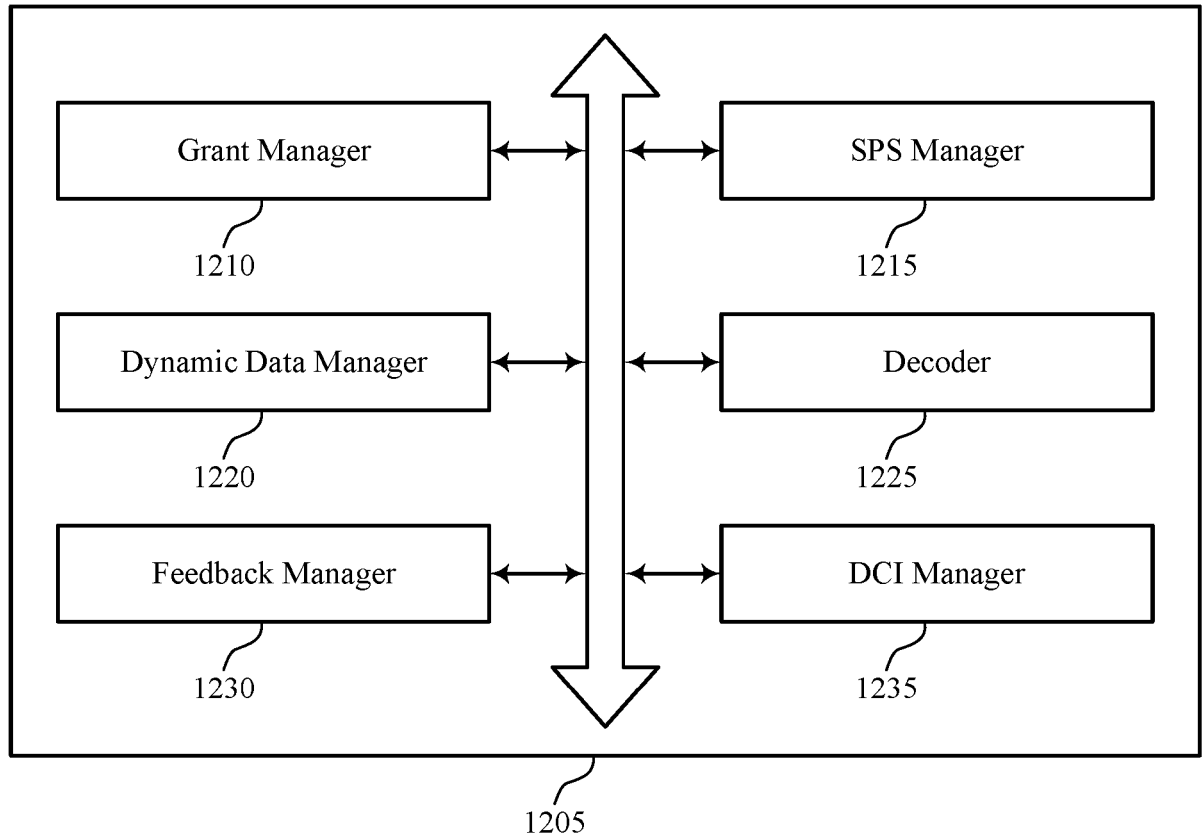 Grant Manager
SPS Manager
1210
1215
Dynamic Data Manager
Decoder
1220
1225
Feedback Manager
DCI Manager
1230
1235
1205